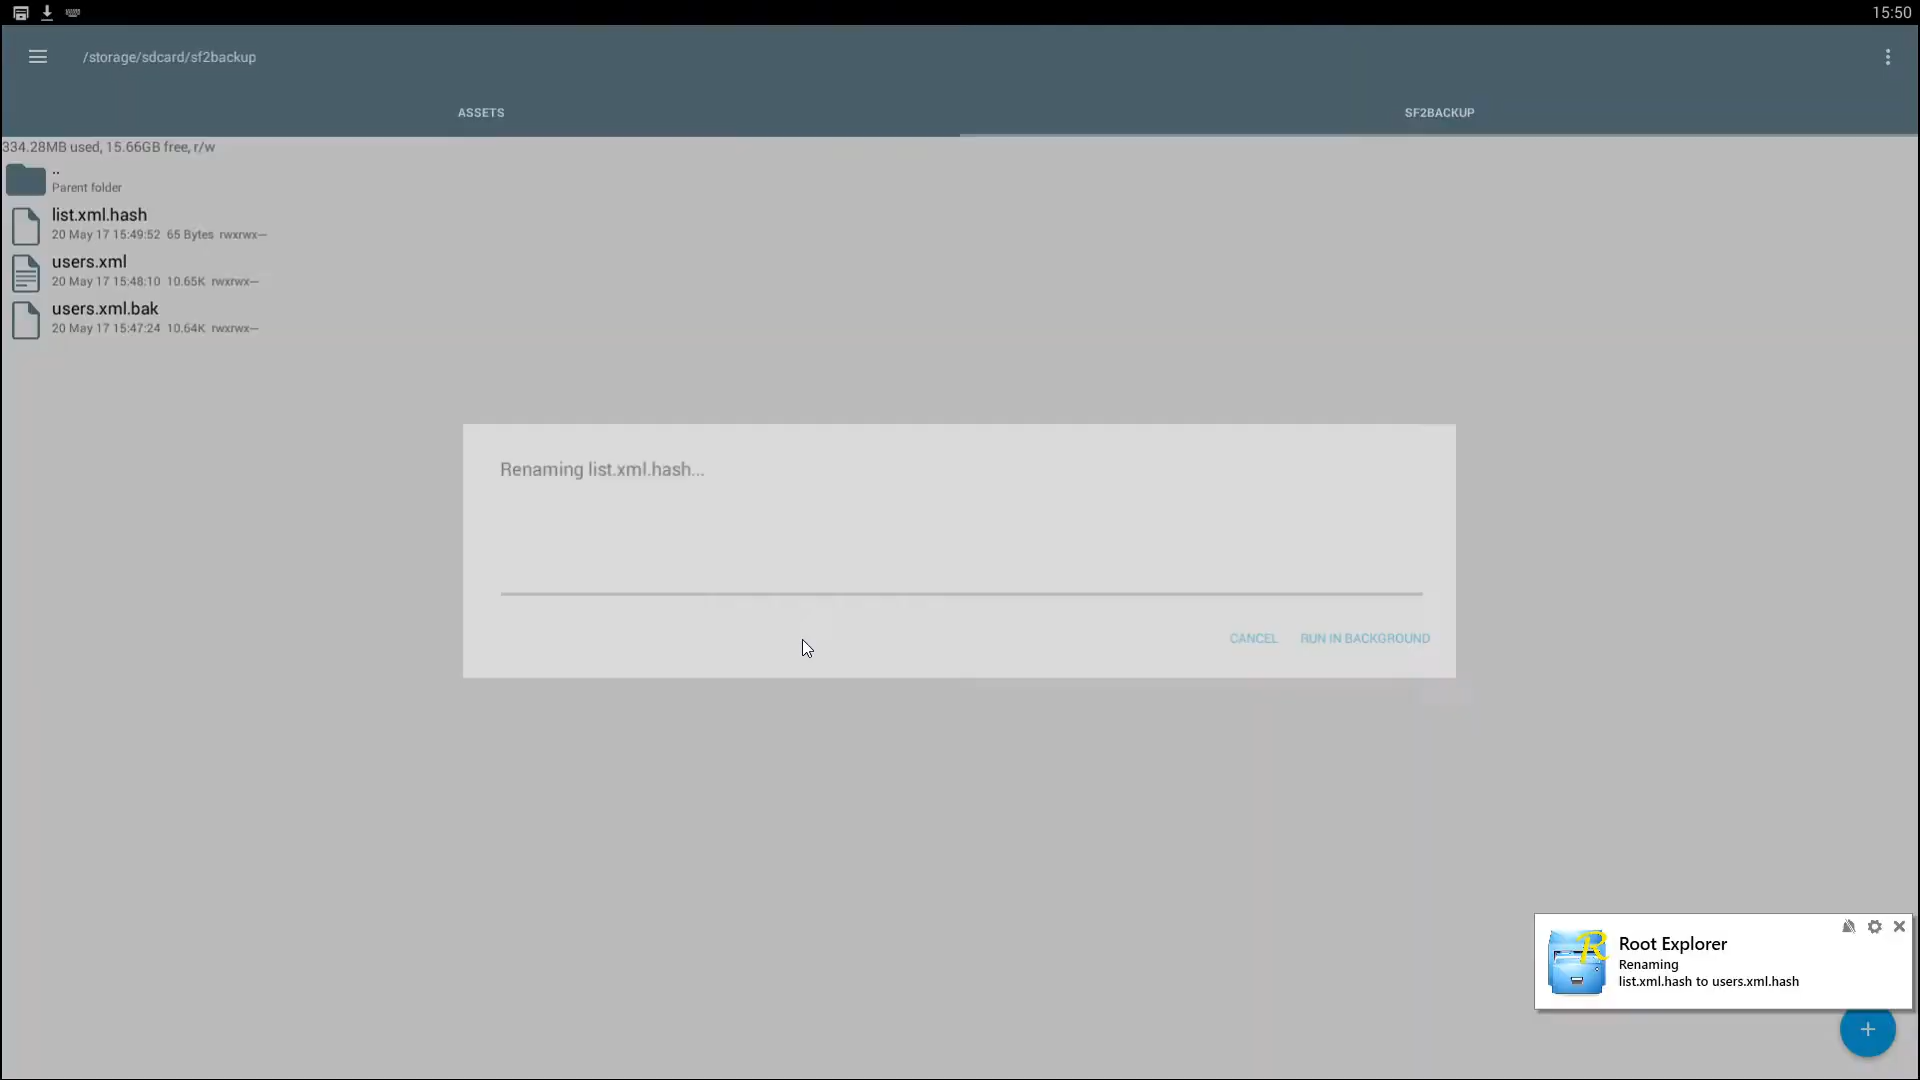 15:50
/storage/sdcard/sf2backup
ASSETS
SF2BACKUP
334.28MB used, 15.66GB free, r/w
..
Parent folder
list.xml.hash
20 May 17 15:49:52 65 Bytes rwxrwx—
users.xml
20 May 17 15:48:10 10.65K rwxrwx—
users.xml.bak
20 May 17 15:47:24 10.64K rwxrwx—
Renaming list.xml.hash...
CANCEL RUN IN BACKGROUND
Root Explorer
Renaming
list.xml.hash to users.xml.hash